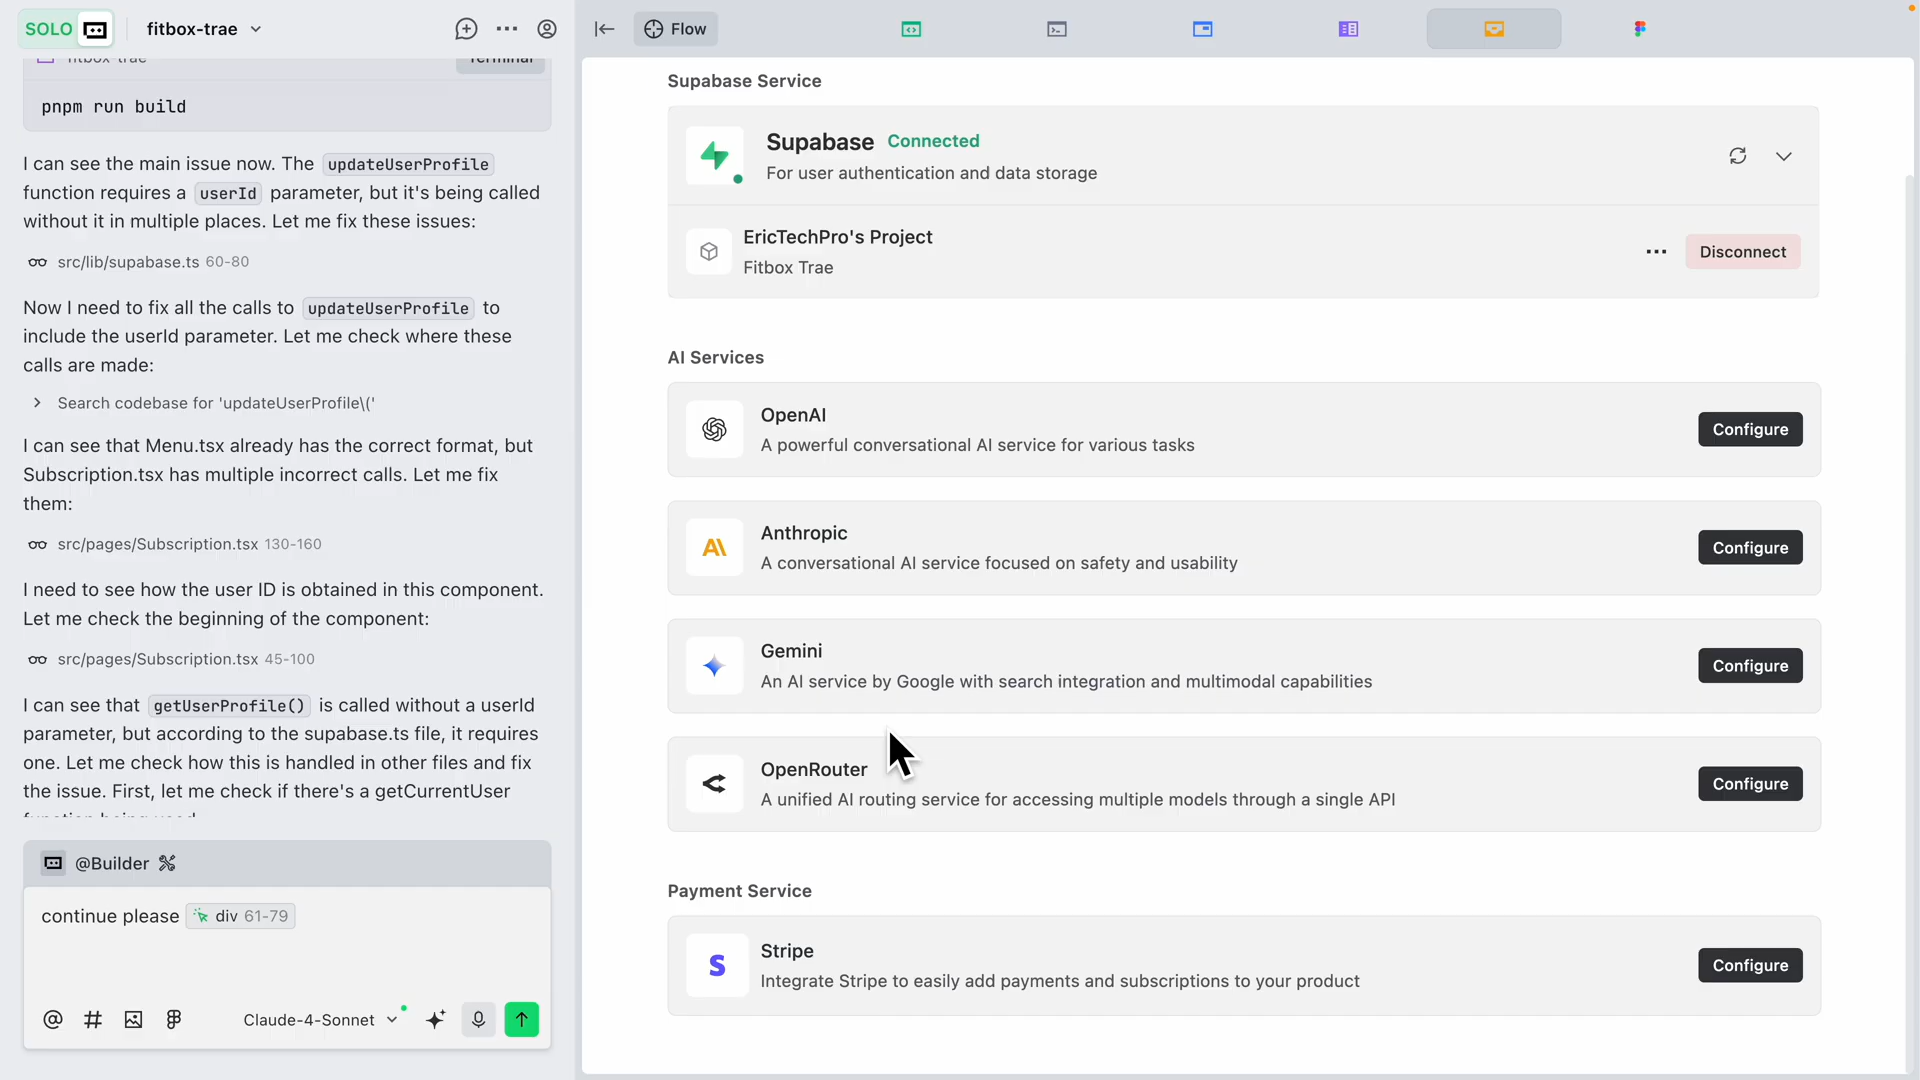 SOLO
fitbox-trae
Flow
fitbox-trae
Terminal
pnpm run build
I can see the main issue now. The updateUserProfile
function requires a userId parameter, but it's being called
without it in multiple places. Let me fix these issues:
src/lib/supabase.ts 60-80
Now I need to fix all the calls to updateUserProfile to
include the userId parameter. Let me check where these
calls are made:
Search codebase for 'updateUserProfile\('
I can see that Menu.tsx already has the correct format, but
Subscription.tsx has multiple incorrect calls. Let me fix
them:
src/pages/Subscription.tsx 130-160
I need to see how the user ID is obtained in this component.
Let me check the beginning of the component:
src/pages/Subscription.tsx 45-100
I can see that getUserProfile() is called without a userId
parameter, but according to the supabase.ts file, it requires
one. Let me check how this is handled in other files and fix
the issue. First, let me check if there's a getCurrentUser
function being used
@Builder
continue please div 61-79
Claude-4-Sonnet
Supabase Service
Supabase Connected
For user authentication and data storage
EricTechPro's Project
Fitbox Trae
Disconnect
AI Services
OpenAI
A powerful conversational AI service for various tasks
Configure
Anthropic
A conversational AI service focused on safety and usability
Configure
Gemini
An AI service by Google with search integration and multimodal capabilities
Configure
OpenRouter
A unified AI routing service for accessing multiple models through a single API
Configure
Payment Service
Stripe
Integrate Stripe to easily add payments and subscriptions to your product
Configure